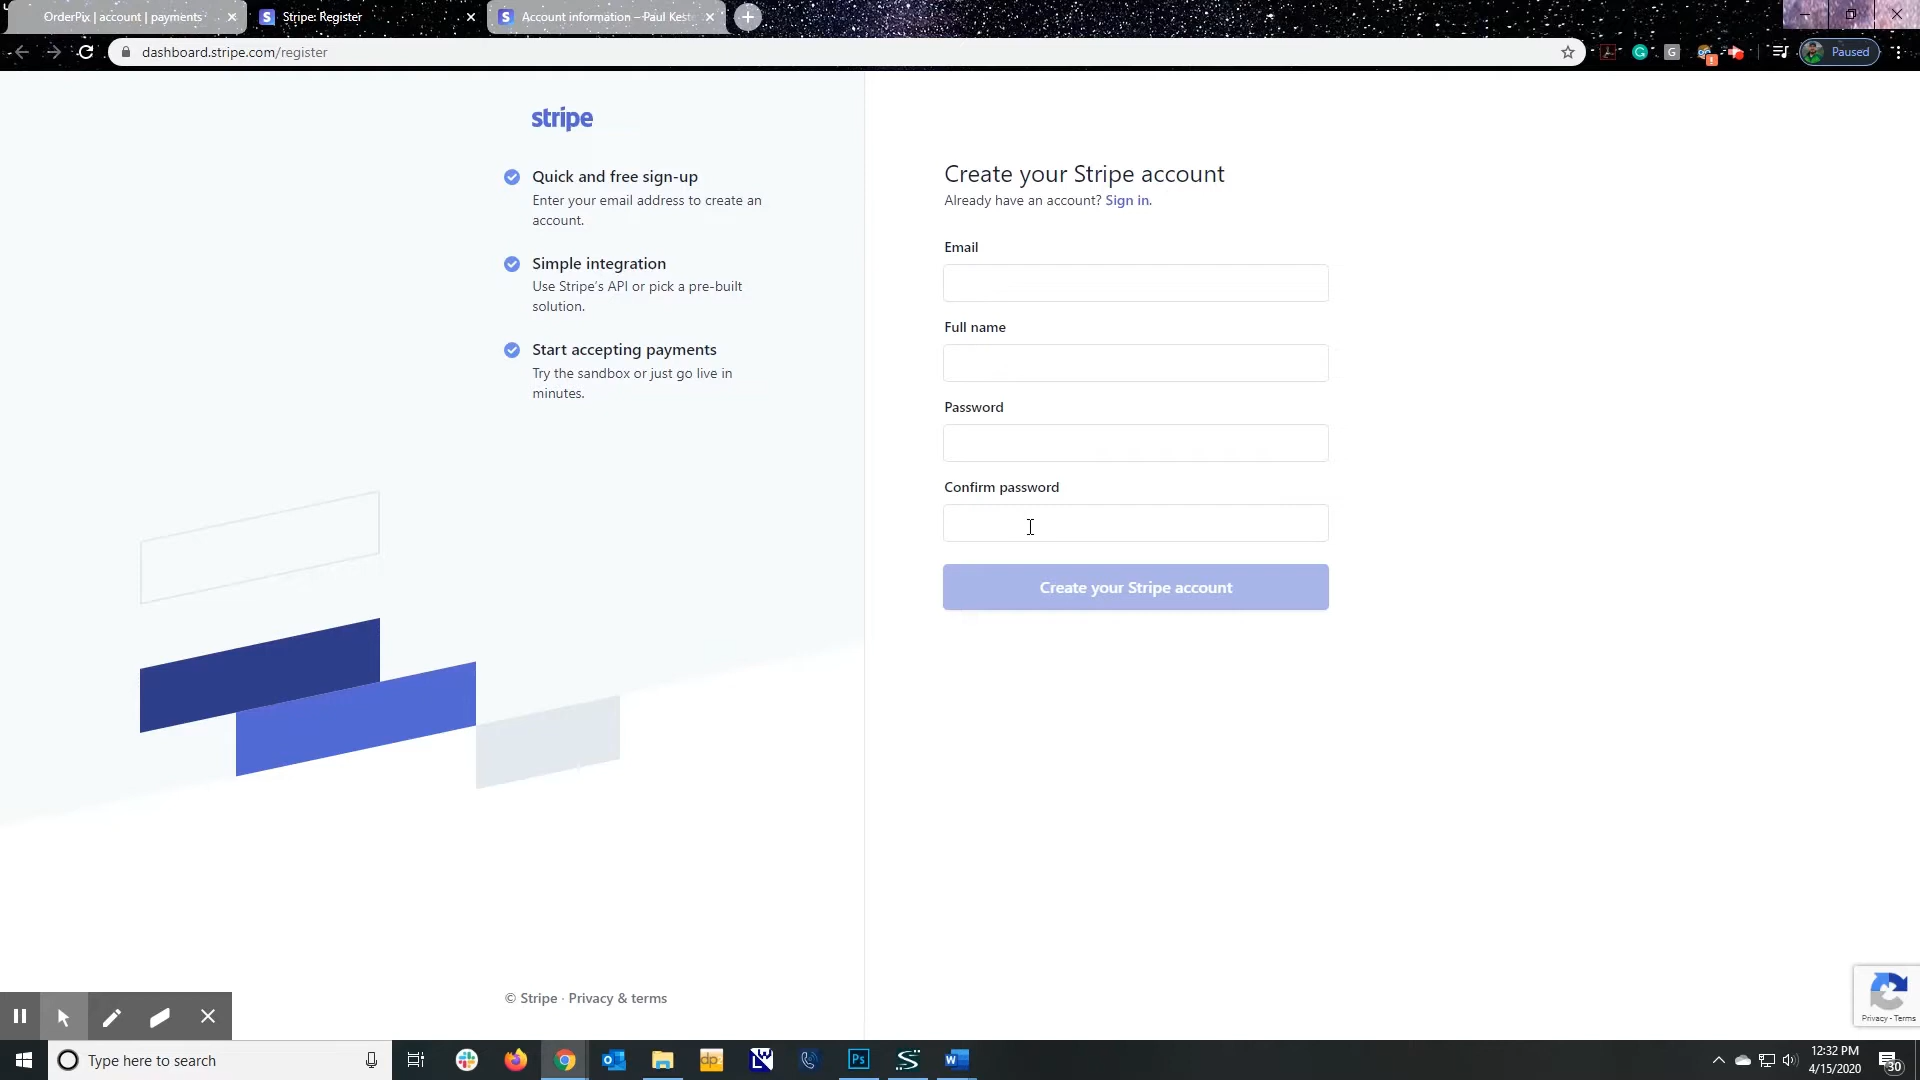 OrderPix | account | payments
Stripe: Register
Account information – Paul Keste
dashboard.stripe.com/register
Paused
stripe
Quick and free sign-up
Enter your email address to create an
account.
Simple integration
Use Stripe’s API or pick a pre-built
solution.
Start accepting payments
Try the sandbox or just go live in
minutes.
© Stripe · Privacy & terms
Create your Stripe account
Already have an account? Sign in.
Email
Full name
Password
Confirm password
Create your Stripe account
Privacy - Terms
Type here to search
dp
Ps
W
12:32 PM
4/15/2020
30